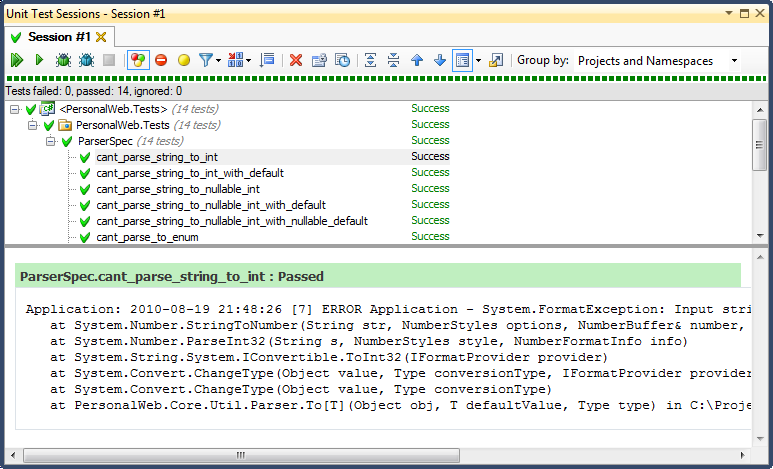 Unit Test Sessions - Session #1
Session #1
Group by: Projects and Namespaces
Tests failed: 0, passed: 14, ignored: 0
<PersonalWeb.Tests> (14 tests) Success
PersonalWeb.Tests (14 tests) Success
ParserSpec (14 tests) Success
cant_parse_string_to_int Success
cant_parse_string_to_int_with_default Success
cant_parse_string_to_nullable_int Success
cant_parse_string_to_nullable_int_with_default Success
cant_parse_string_to_nullable_int_with_nullable_default Success
cant_parse_to_enum Success
ParserSpec.cant_parse_string_to_int : Passed
Application: 2010-08-19 21:48:26 [7] ERROR Application - System.FormatException: Input stri
at System.Number.StringToNumber(String str, NumberStyles options, NumberBuffer& number,
at System.Number.ParseInt32(String s, NumberStyles style, NumberFormatInfo info)
at System.String.System.IConvertible.ToInt32(IFormatProvider provider)
at System.Convert.ChangeType(Object value, Type conversionType, IFormatProvider provider
at System.Convert.ChangeType(Object value, Type conversionType)
at PersonalWeb.Core.Util.Parser.To[T](Object obj, T defaultValue, Type type) in C:\Proje